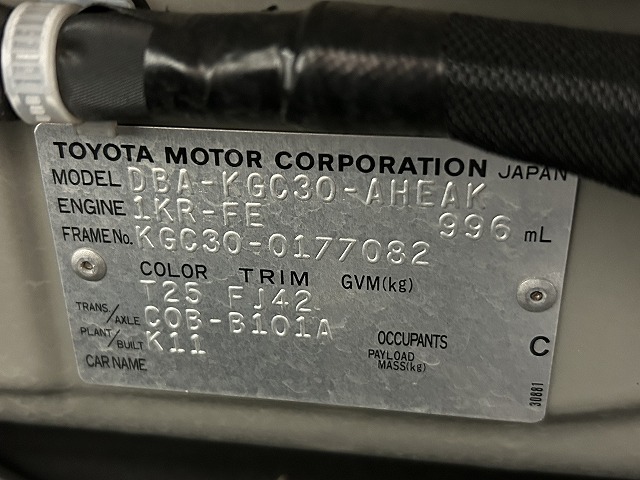 TOYOTA MOTOR CORPORATION JAPAN
MODEL DBA-KGC30-AHEAK
ENGINE 1KR-FE 996 mL
FRAME No. KGC30-0177082
COLOR TRIM GVM(kg)
T25 FJ42
TRANS./AXLE C0B-B101A
PLANT/BUILT K11
OCCUPANTS
C
CAR NAME
PAYLOAD
MASS(kg)
30881